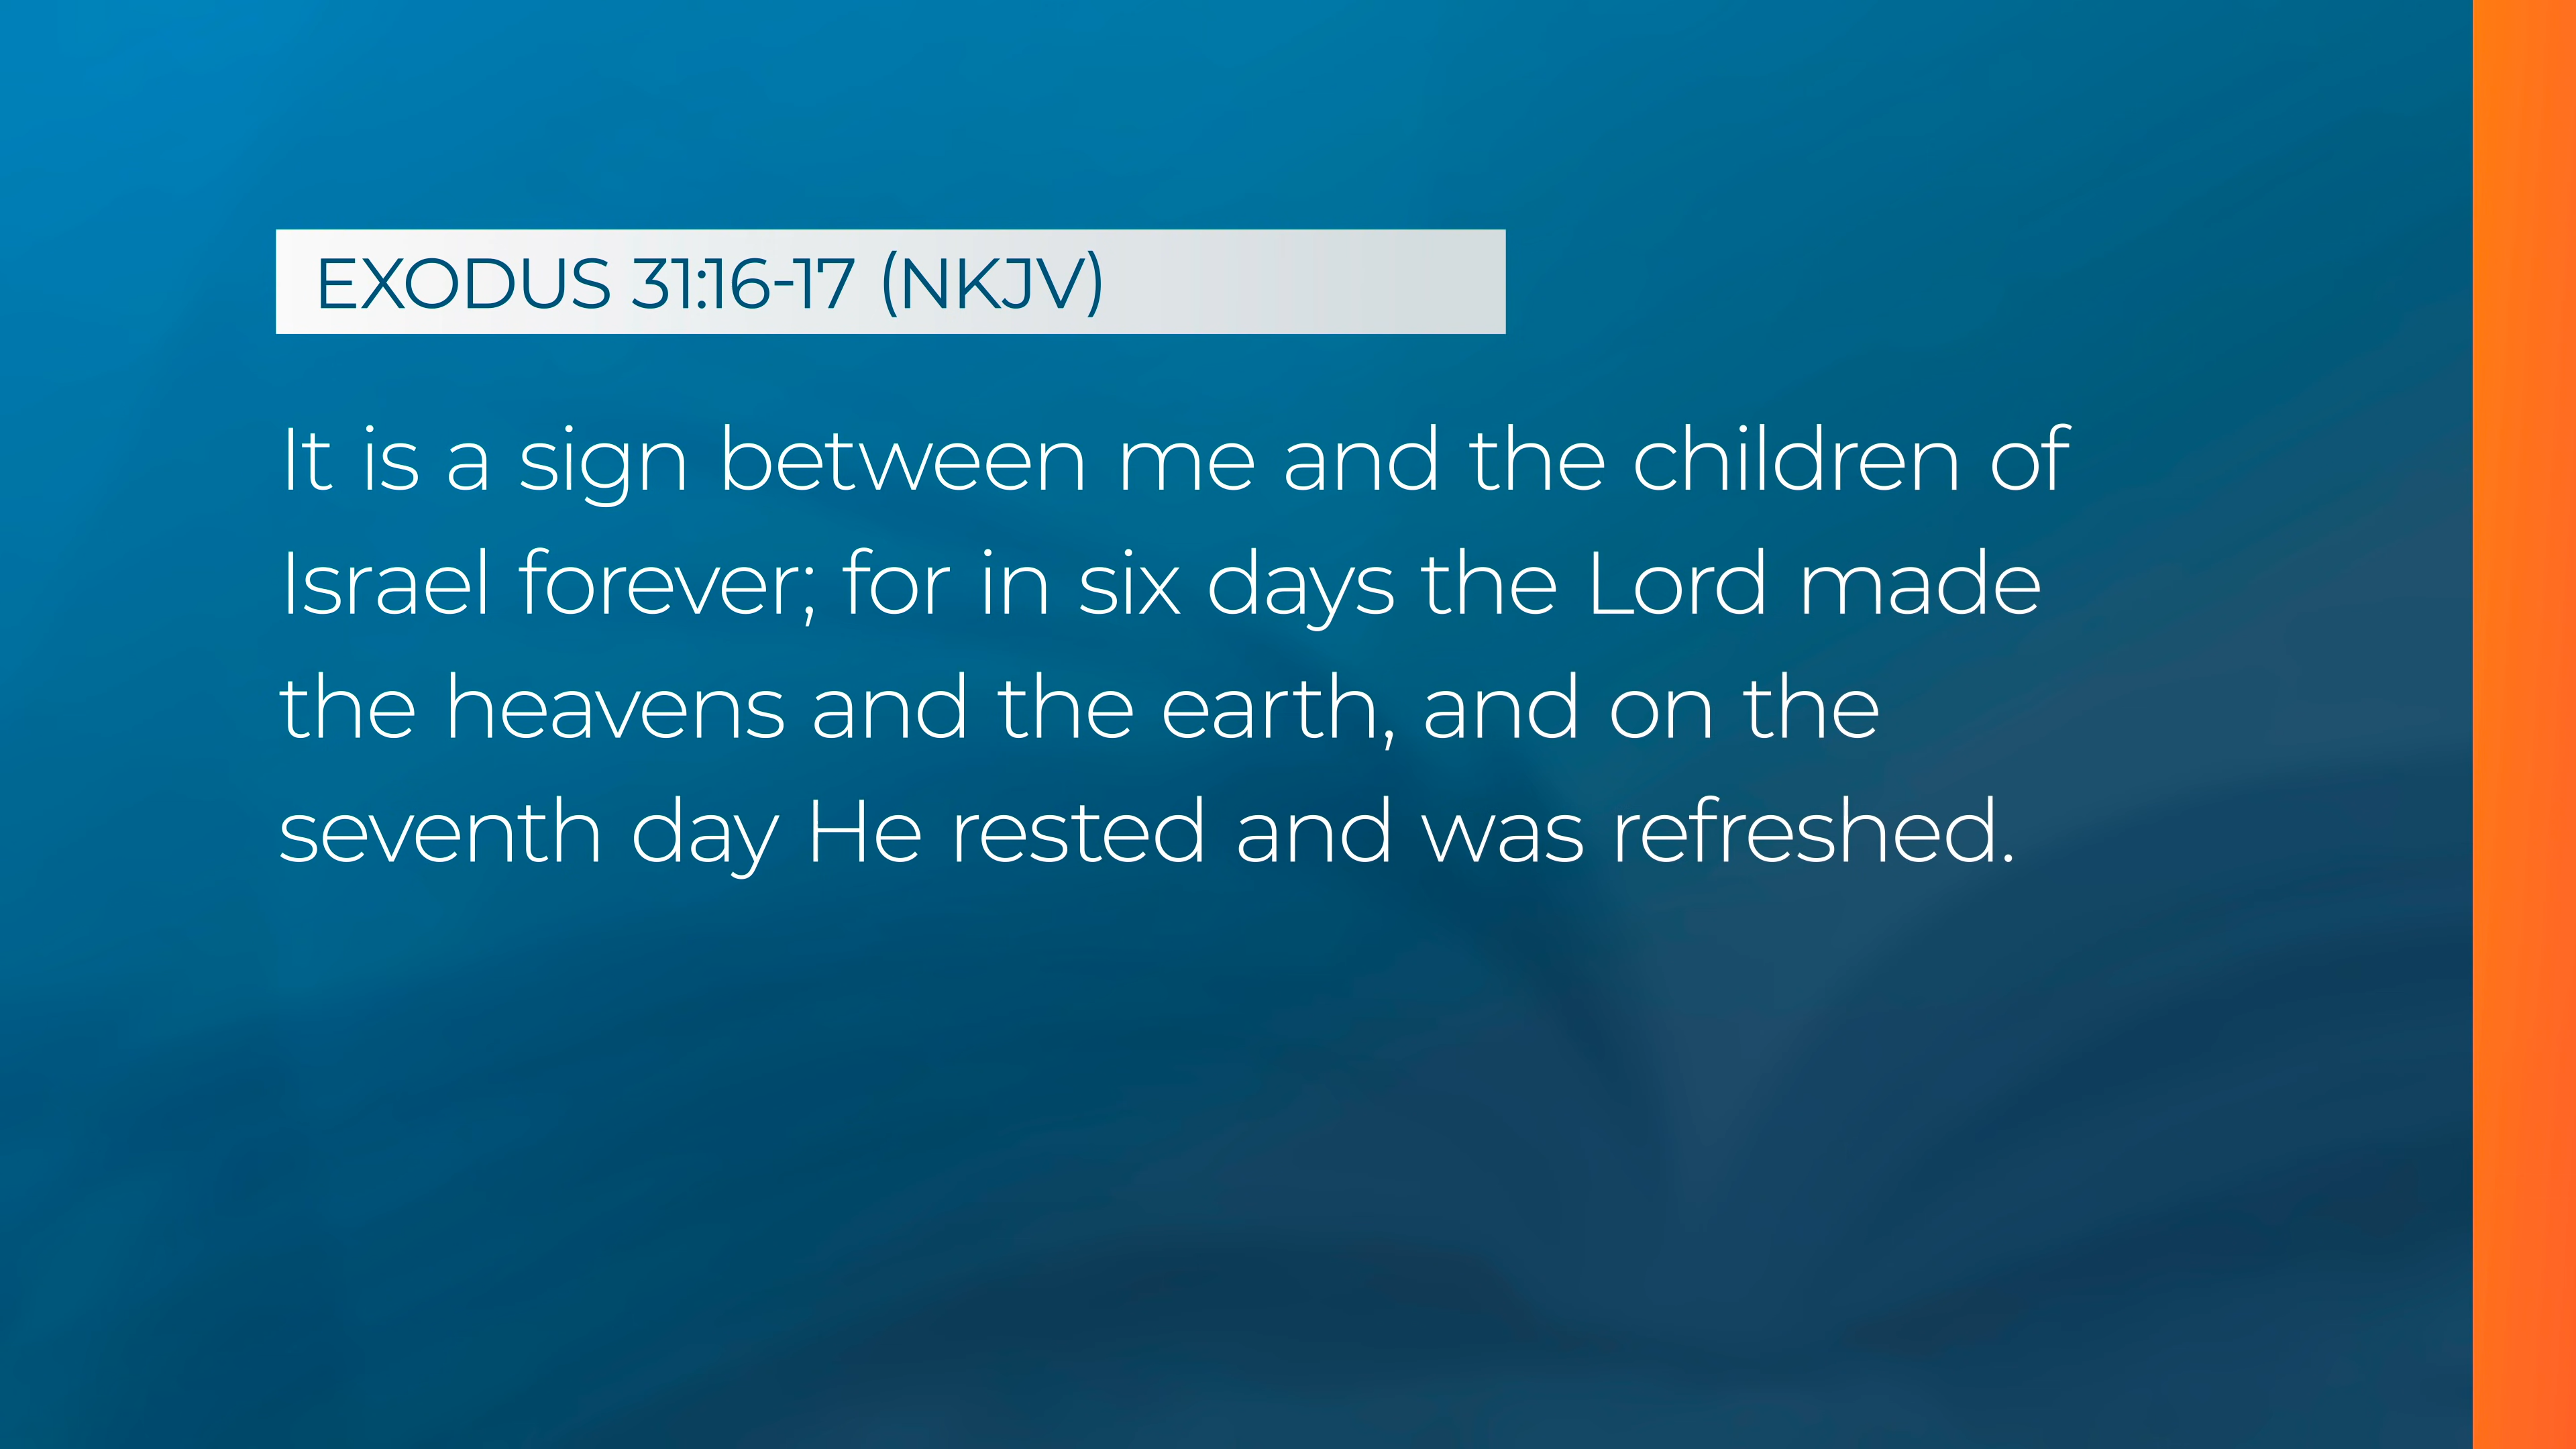 EXODUS 31:16-17 (NKJV)
It is a sign between me and the children of
Israel forever; for in six days the Lord made
the heavens and the earth, and on the
seventh day He rested and was refreshed.